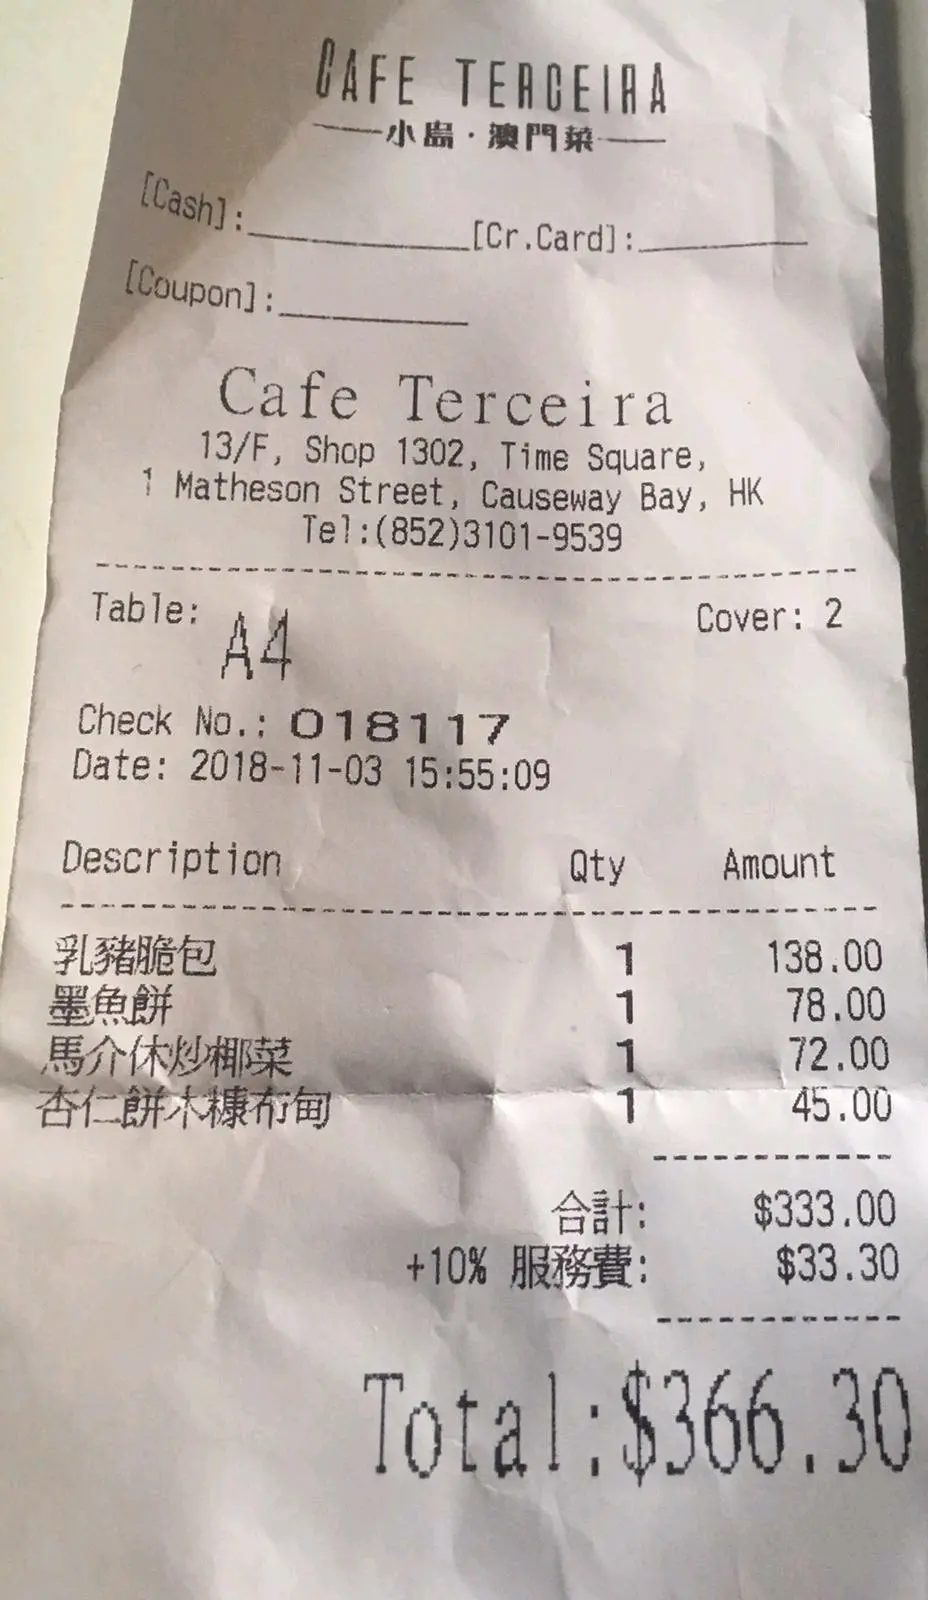 CAFE TERCEIRA
小島·澳門菜
[Cash]:__________[Cr.Card]:________
[Coupon]:_________
Cafe Terceira
13/F, Shop 1302, Time Square,
1 Matheson Street, Causeway Bay, HK
Tel:(852)3101-9539
Table: A4 Cover: 2
Check No.: 018117
Date: 2018-11-03 15:55:09
Description Qty Amount
乳豬脆包 1 138.00
墨魚餅 1 78.00
馬介休炒椰菜 1 72.00
杏仁餅木糠布甸 1 45.00
合計: $333.00
+10% 服務費: $33.30
Total:$366.30